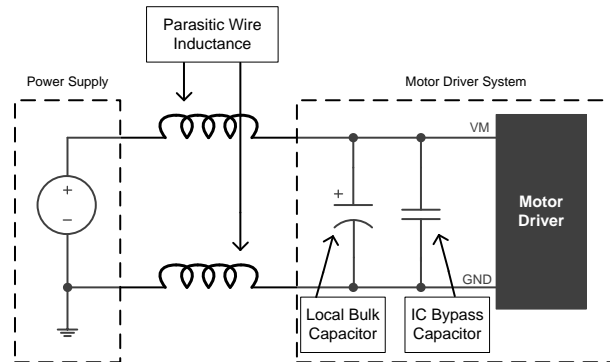 Parasitic Wire
Inductance
Power Supply
Motor Driver System
VM
+
–
+
Motor
Driver
GND
Local Bulk
Capacitor
IC Bypass
Capacitor